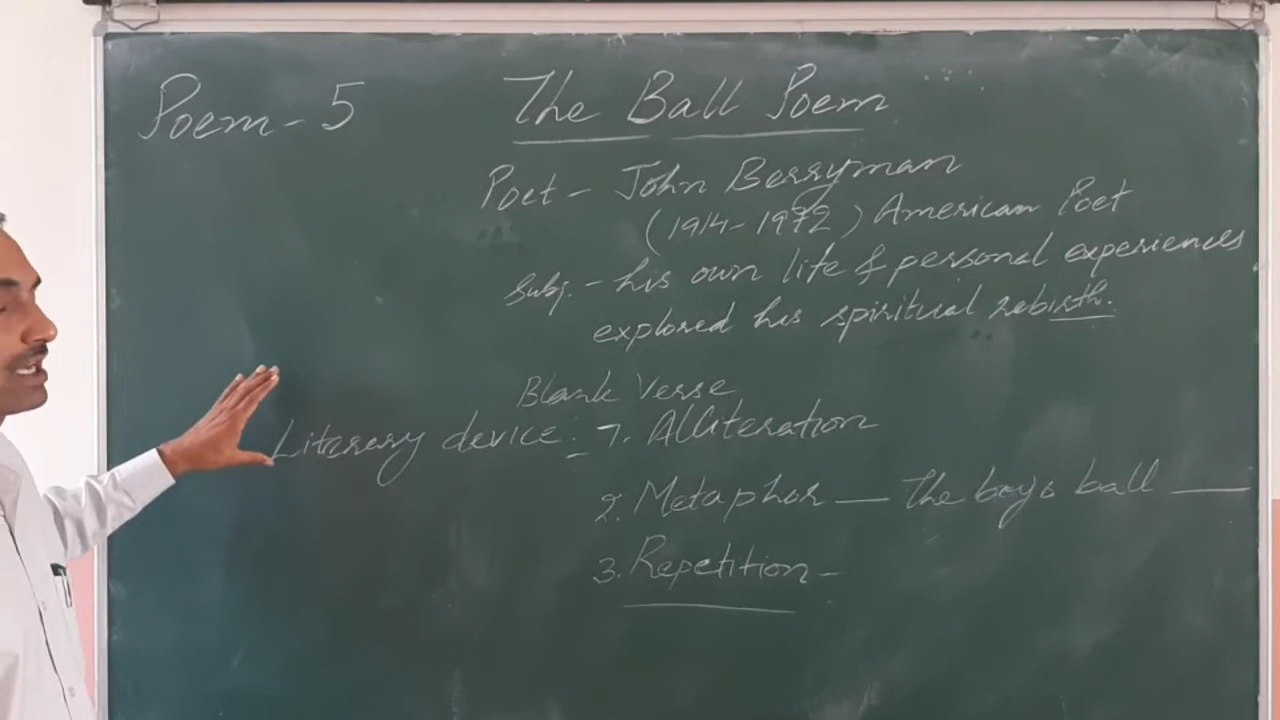 Poem - 5
The Ball Poem
Poet - John Berryman
(1914-1972) American Poet
Subj. - his own life & personal experiences
explored his spiritual rebirth.
Blank Verse
Literary device : 1. Alliteration
2. Metaphor — The boys ball —
3. Repetition -